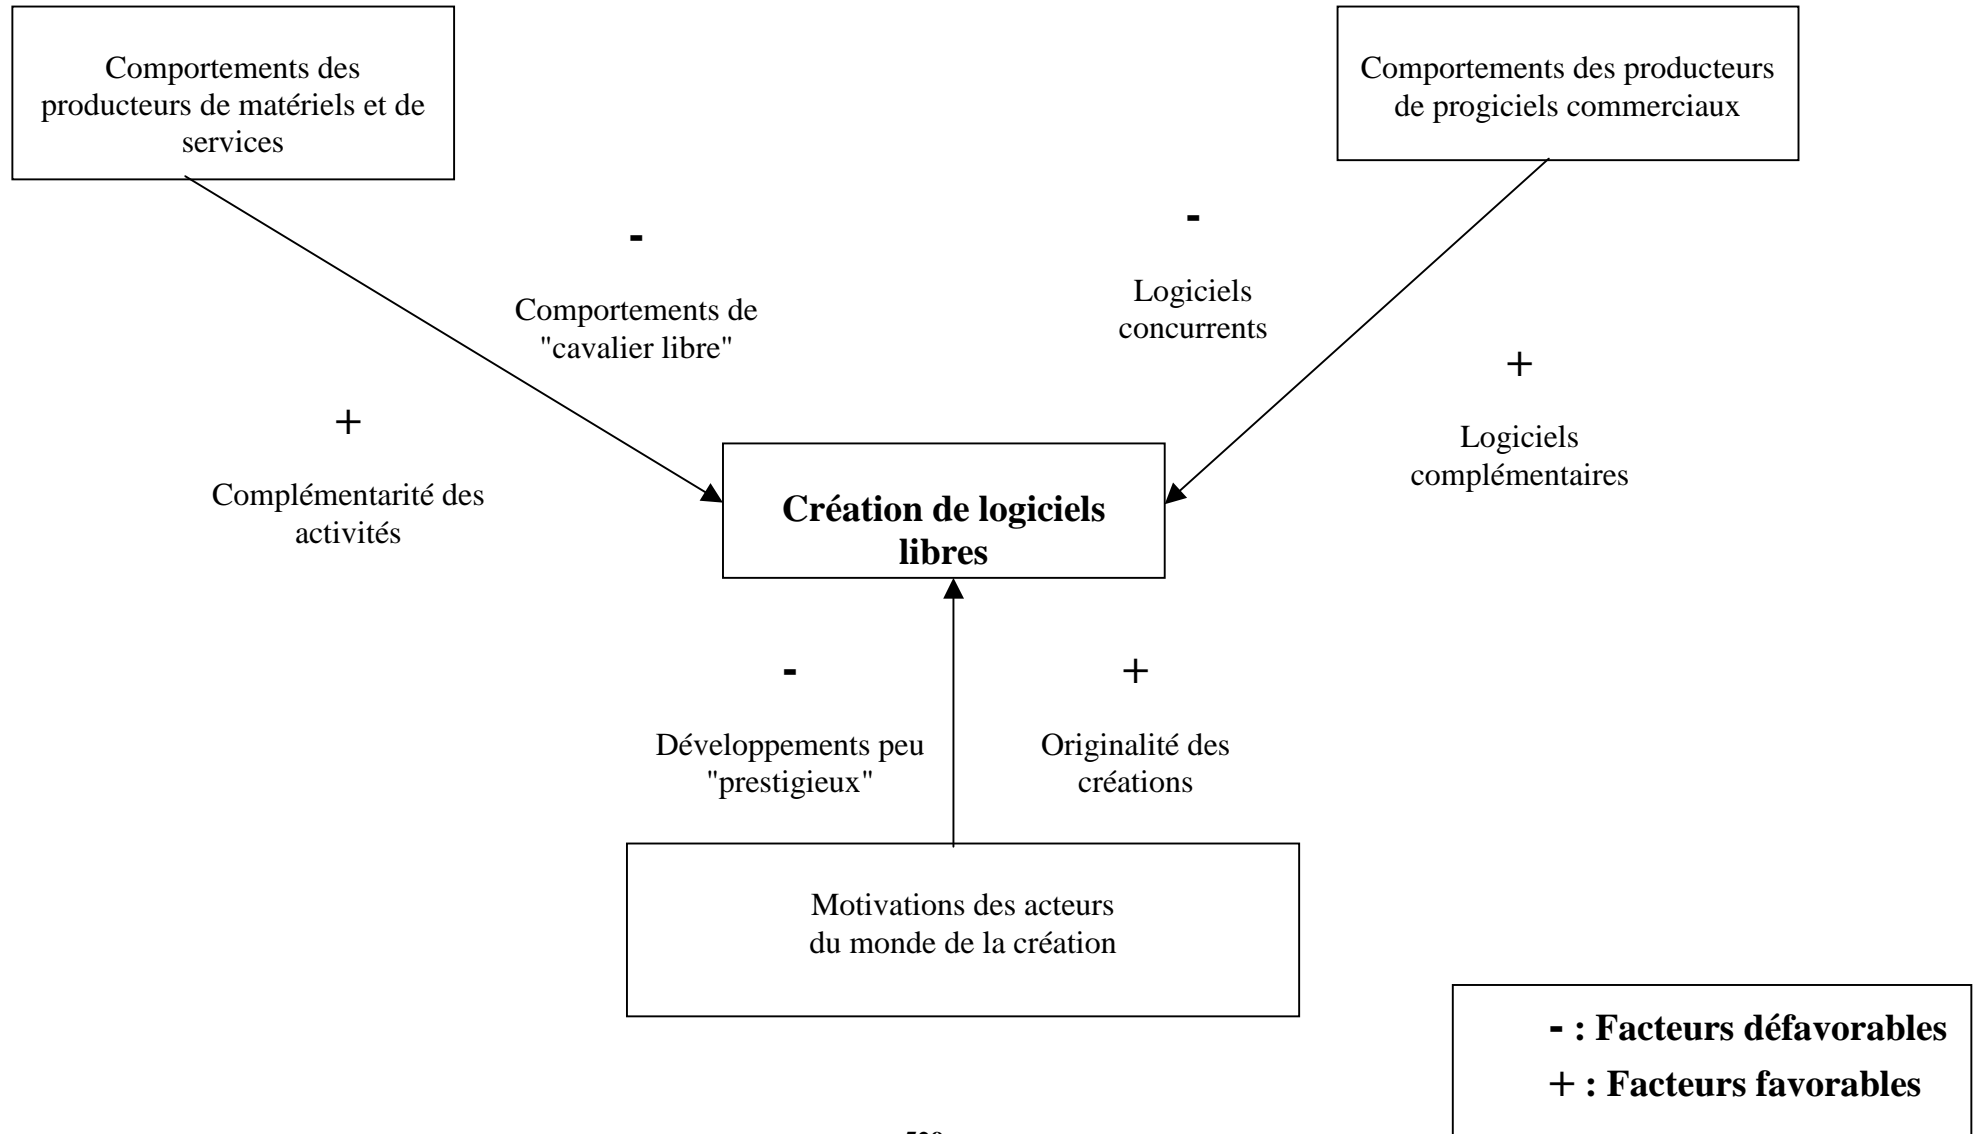 Comportements des
producteurs de matériels et de
services
Comportements des producteurs
de progiciels commerciaux
-
Comportements de
"cavalier libre"
-
Logiciels
concurrents
+
Complémentarité des
activités
+
Logiciels
complémentaires
Création de logiciels
libres
-
Développements peu
"prestigieux"
+
Originalité des
créations
Motivations des acteurs
du monde de la création
- : Facteurs défavorables
+ : Facteurs favorables